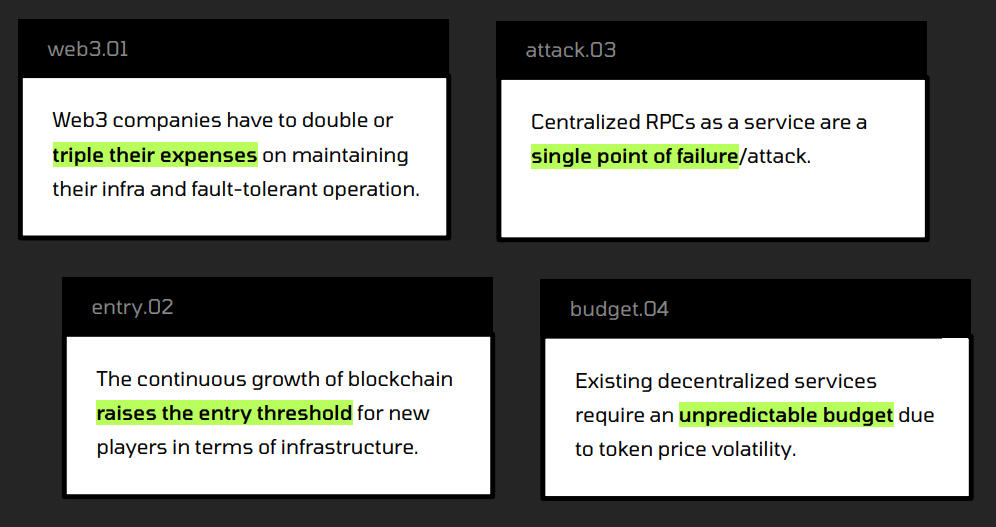 web3.01
Web3 companies have to double or
triple their expenses on maintaining
their infra and fault-tolerant operation.
entry.02
The continuous growth of blockchain
raises the entry threshold for new
players in terms of infrastructure.
attack.03
Centralized RPCs as a service are a
single point of failure/attack.
budget.04
Existing decentralized services
require an unpredictable budget due
to token price volatility.